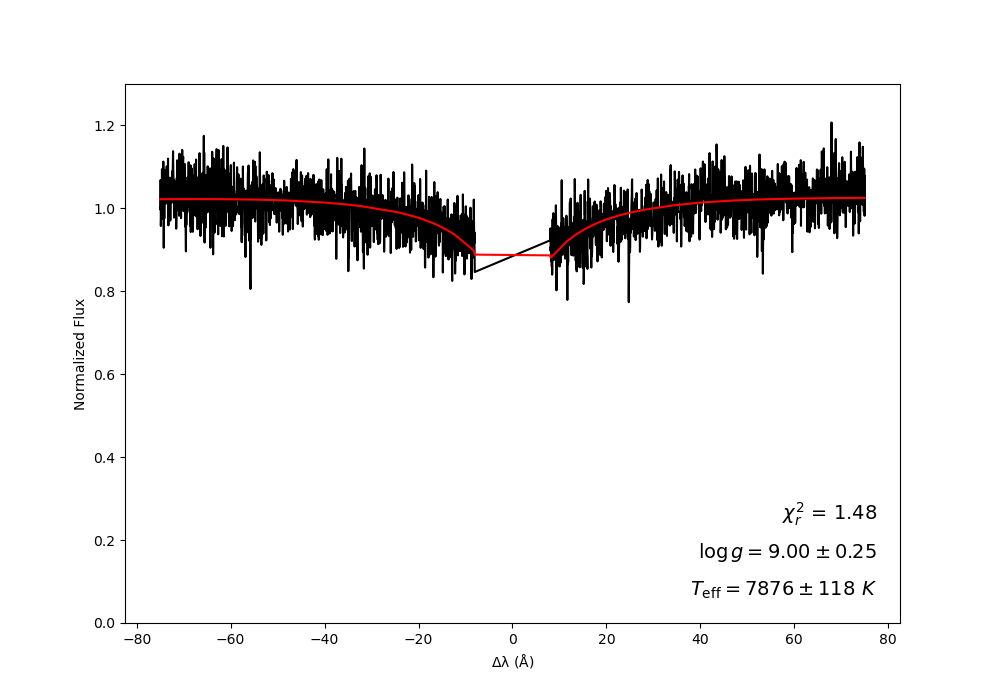 1.2
1.0
0.8
0.6
0.4
0.2
0.0
Normalized Flux
χ²ᵣ = 1.48
log g = 9.00 ± 0.25
T_eff = 7876 ± 118 K
−80 −60 −40 −20 0 20 40 60 80
Δλ (Å)